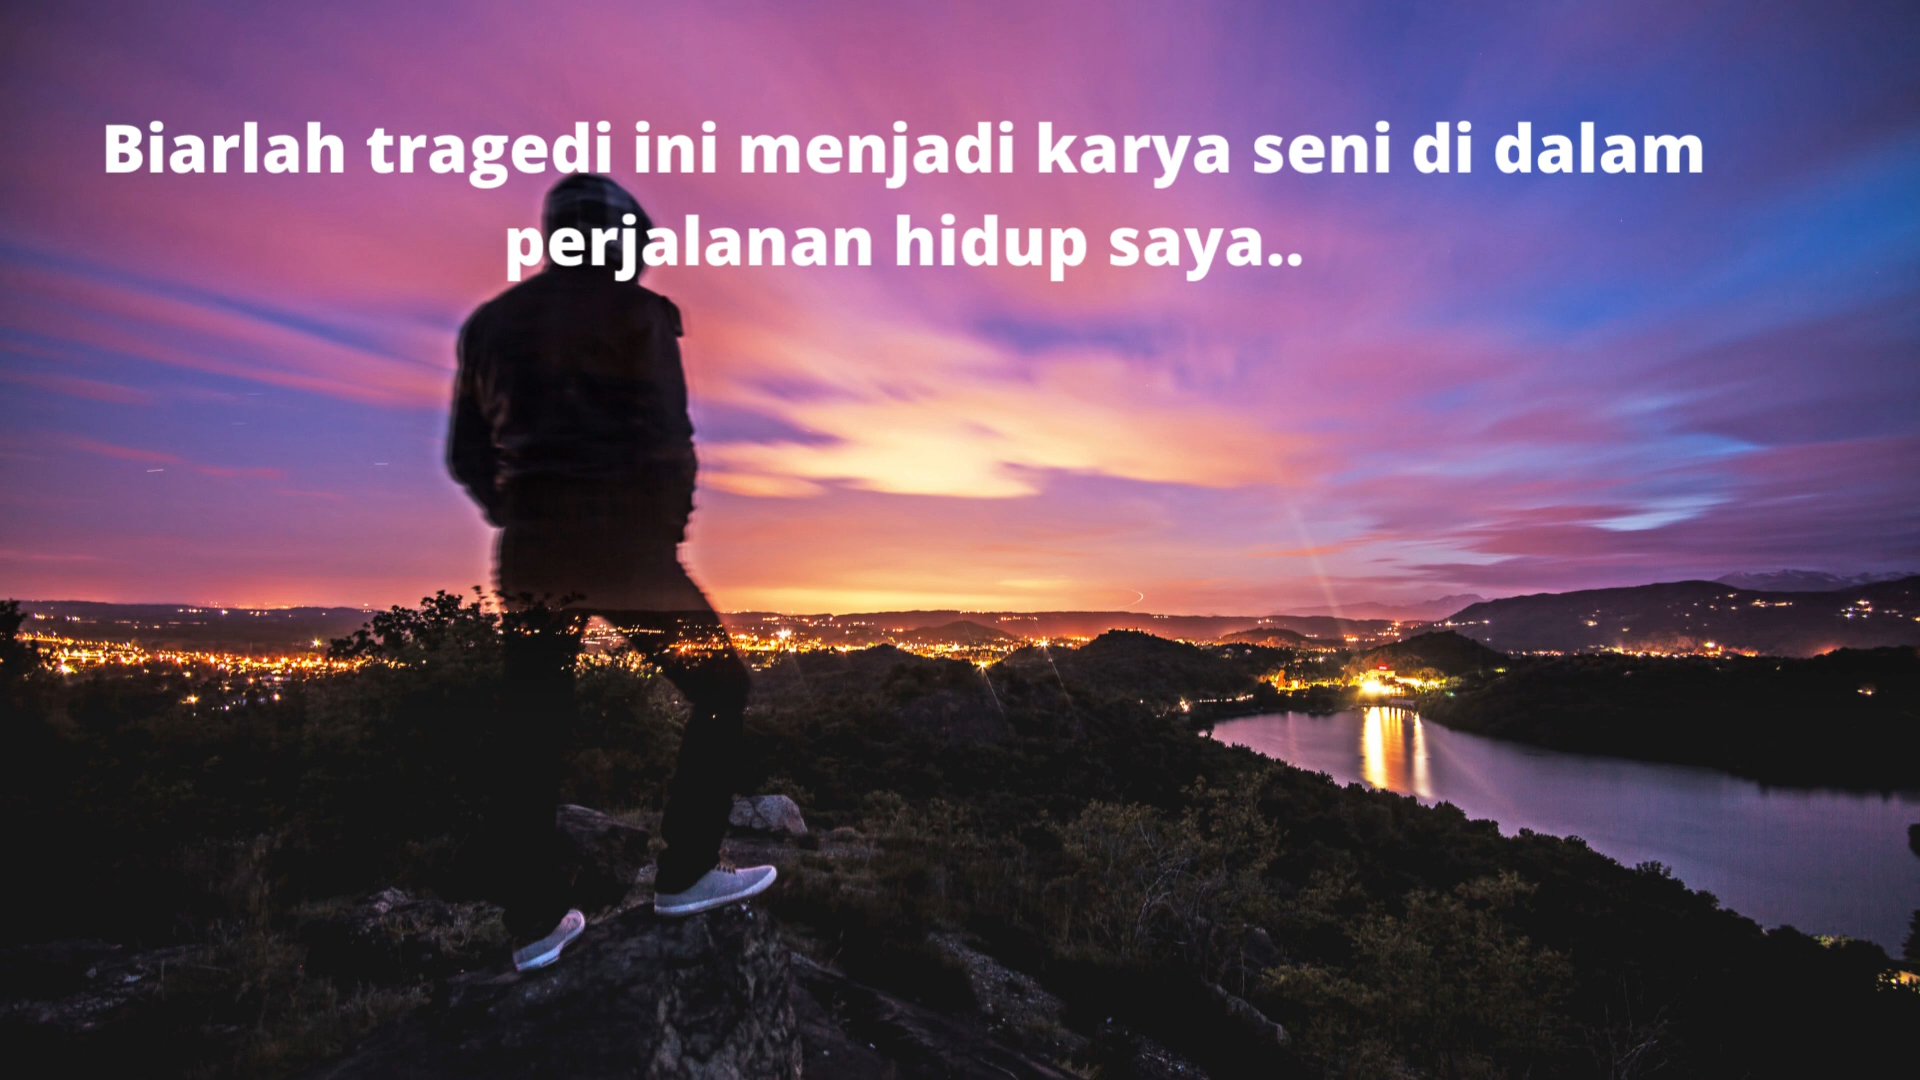 Biarlah tragedi ini menjadi karya seni di dalam
perjalanan hidup saya..